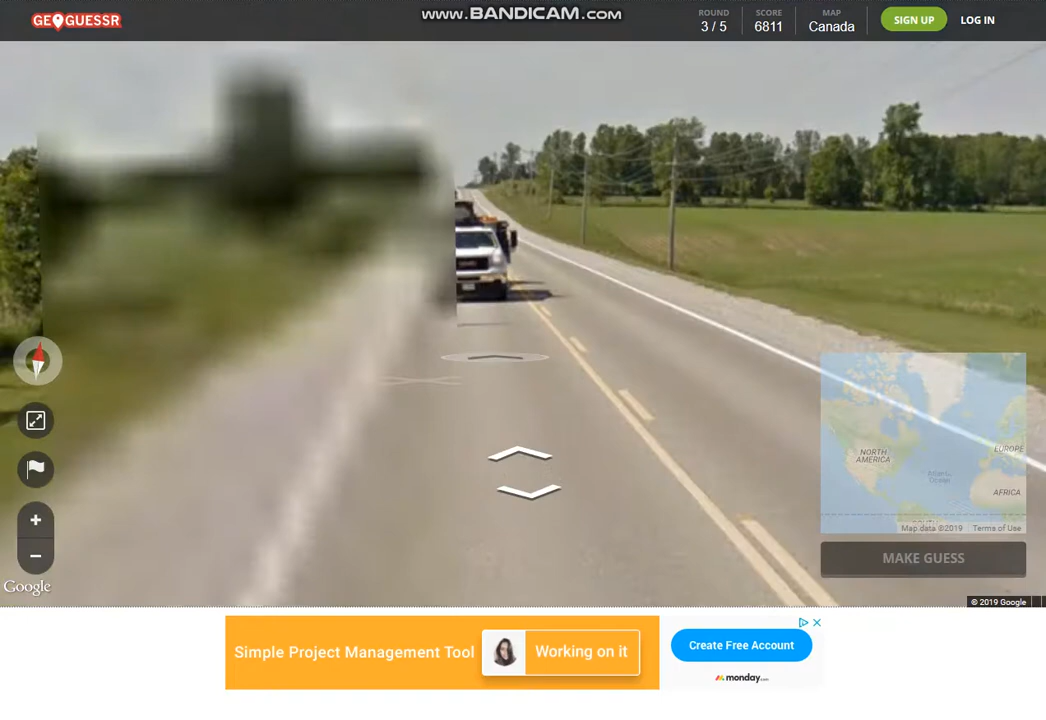 GEOGUESSR
www.BANDICAM.com
ROUND
3 / 5
SCORE
6811
MAP
Canada
SIGN UP
LOG IN
NORTH
AMERICA
EUROPE
AFRICA
Map data ©2019
Terms of Use
MAKE GUESS
Google
© 2019 Google
Simple Project Management Tool
Working on it
Create Free Account
monday.com